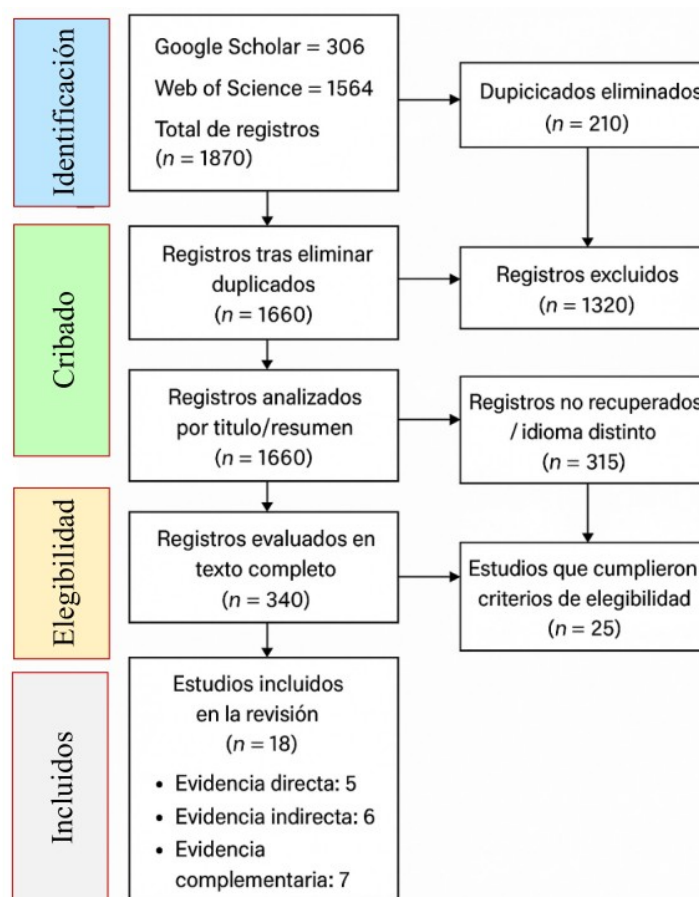 Identificación
Google Scholar = 306
Web of Science = 1564
Total de registros
(n = 1870)
Dupicicados eliminados
(n = 210)
Cribado
Registros tras eliminar
duplicados
(n = 1660)
Registros excluidos
(n = 1320)
Registros analizados
por titulo/resumen
(n = 1660)
Registros no recuperados
/ idioma distinto
(n = 315)
Elegibilidad
Registros evaluados en
texto completo
(n = 340)
Estudios que cumplieron
criterios de elegibilidad
(n = 25)
Incluidos
Estudios incluidos
en la revisión
(n = 18)
• Evidencia directa: 5
• Evidencia indirecta: 6
• Evidencia
complementaria: 7